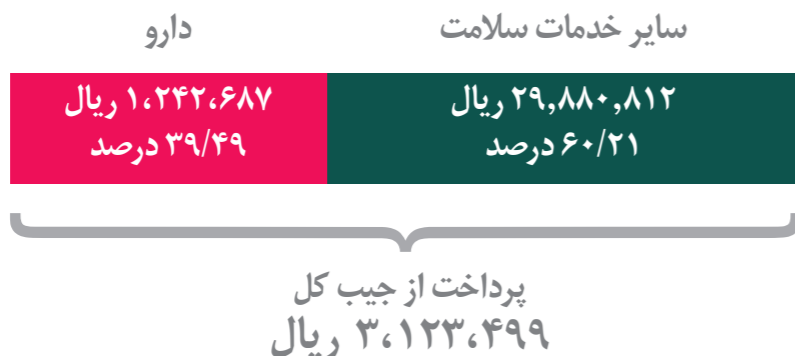 سایر خدمات سلامت
دارو
۲۹,۸۸۰,۸۱۲ ریال
۶۰/۲۱ درصد
۱،۲۴۲،۶۸۷ ریال
۳۹/۴۹ درصد
پرداخت از جیب کل
۳،۱۲۳،۴۹۹ ریال